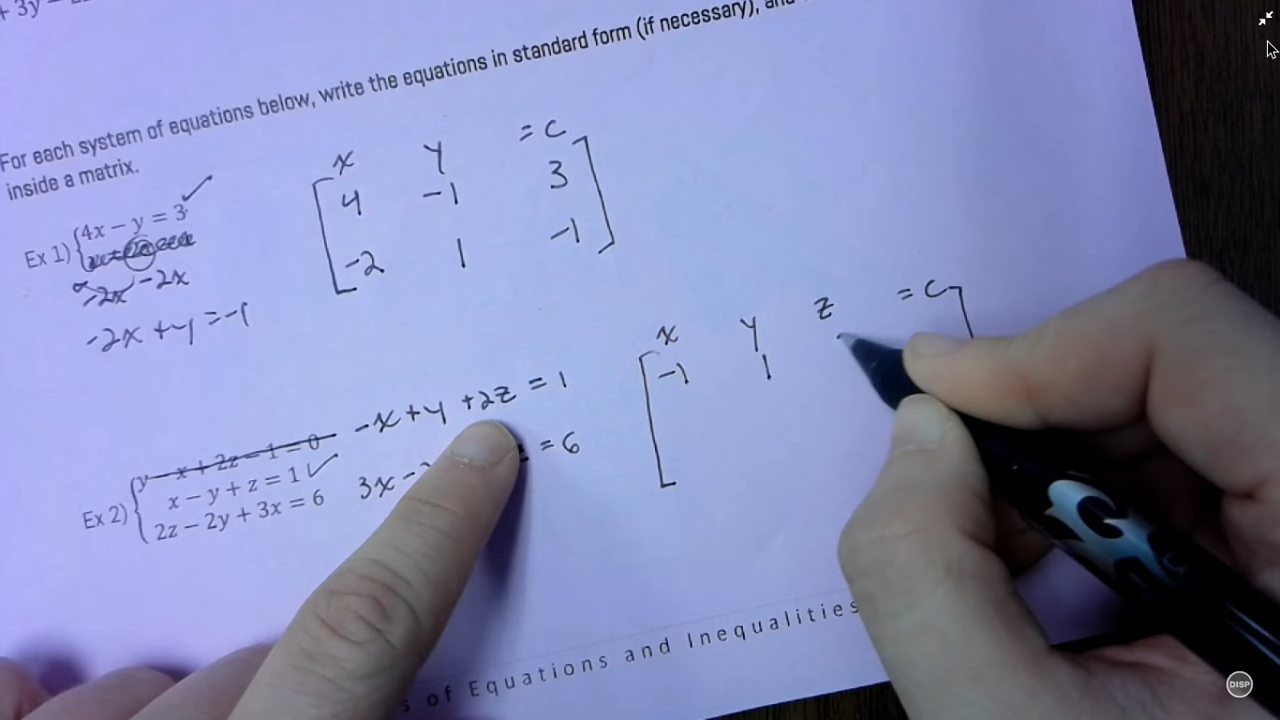 + 3y
For each system of equations below, write the equations in standard form (if necessary),
inside a matrix.
x y = C
4 -1 3
-2 1 -1
Ex 1) 4x − y = 3 ✓
-2x -2x
-2x + y = -1
x y z = C
-1 1
-x + y + 2z = 1
Ex 2) y − x + 2z − 1 = 0
x − y + z = 1 ✓
2z − 2y + 3x = 6
3x - = 6
of Equations and Inequalities
DISP